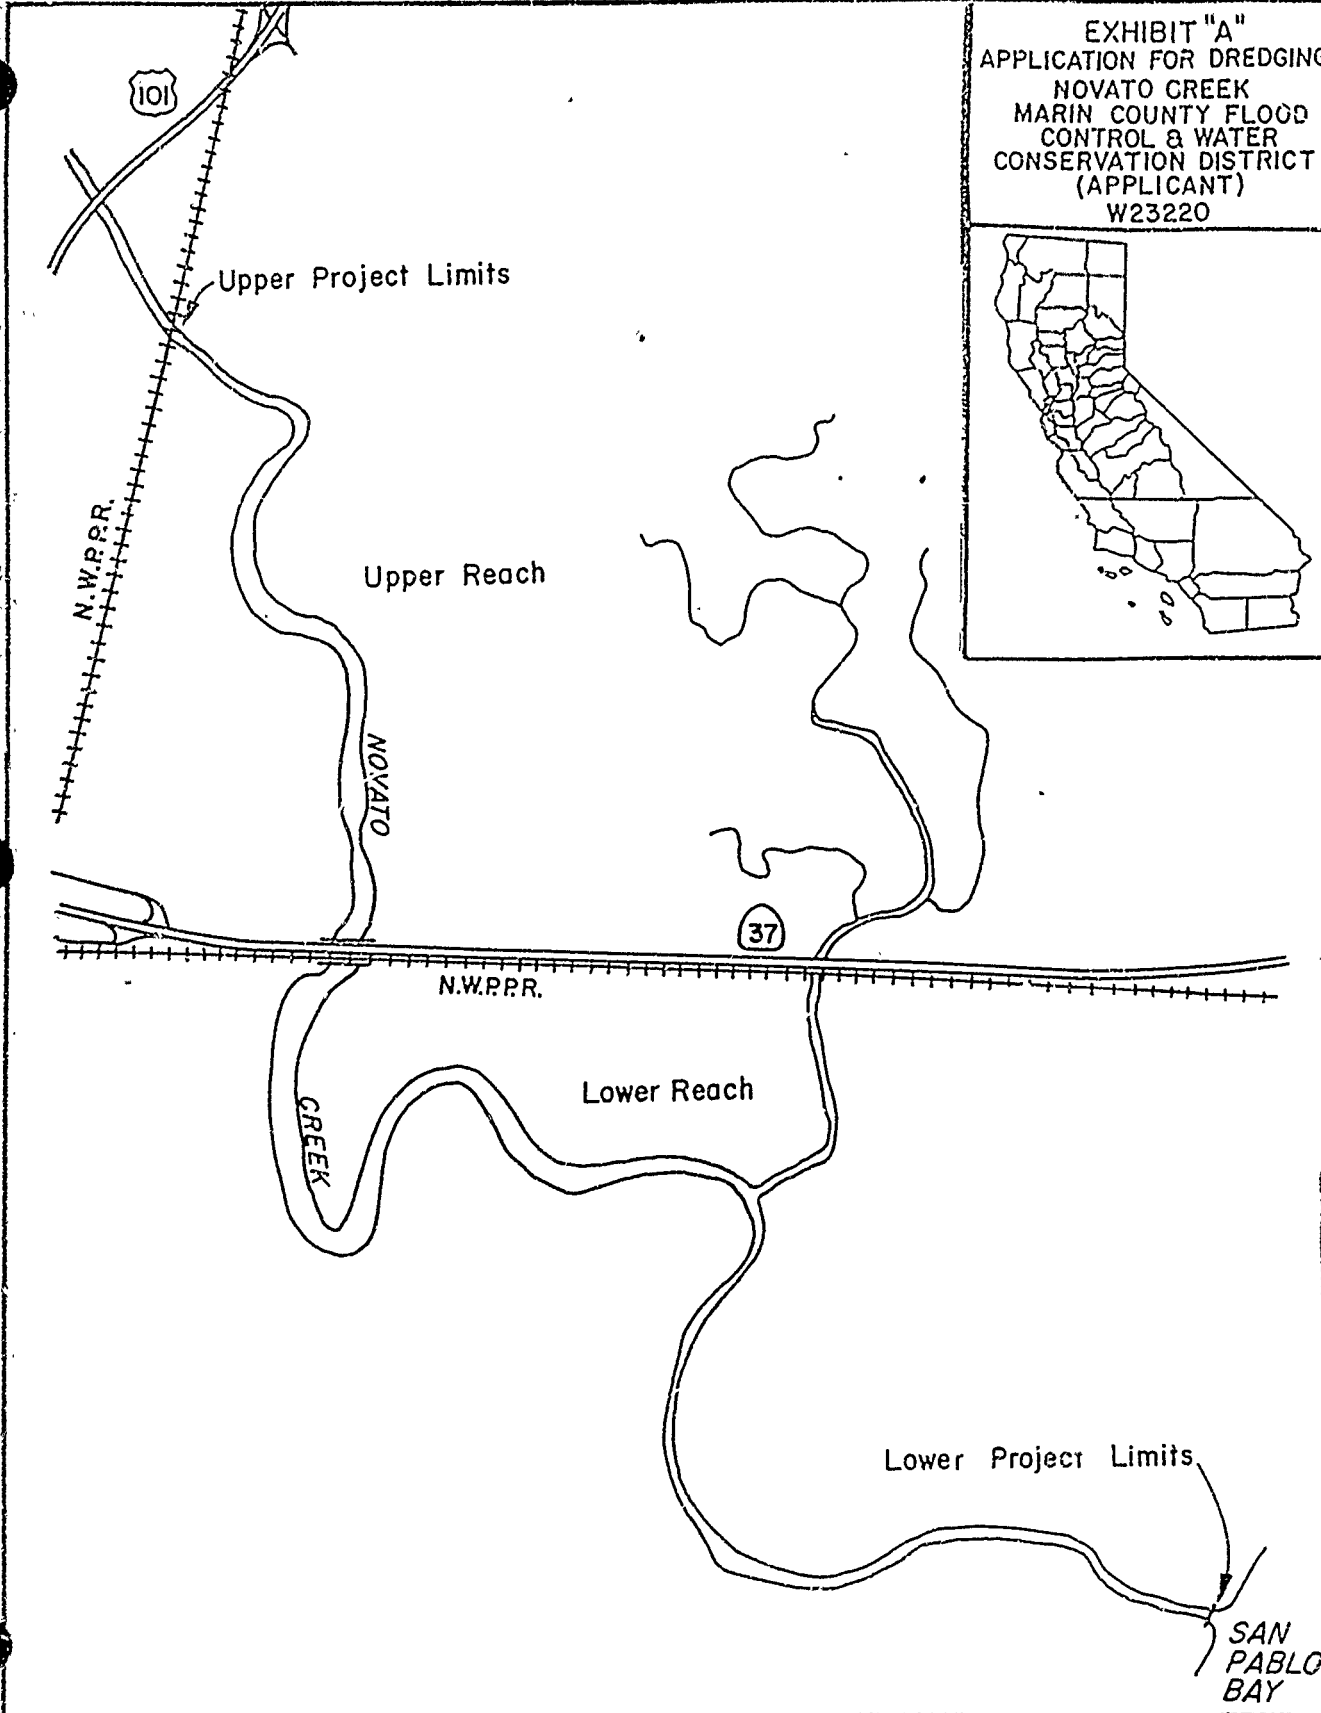 EXHIBIT "A"
APPLICATION FOR DREDGING
NOVATO CREEK
MARIN COUNTY FLOOD
CONTROL & WATER
CONSERVATION DISTRICT
(APPLICANT)
W23220
101
Upper Project Limits
N.W.P.P.R.
Upper Reach
NOVATO
37
N.W.P.P.R.
Lower Reach
CREEK
Lower Project Limits
SAN
PABLO
BAY